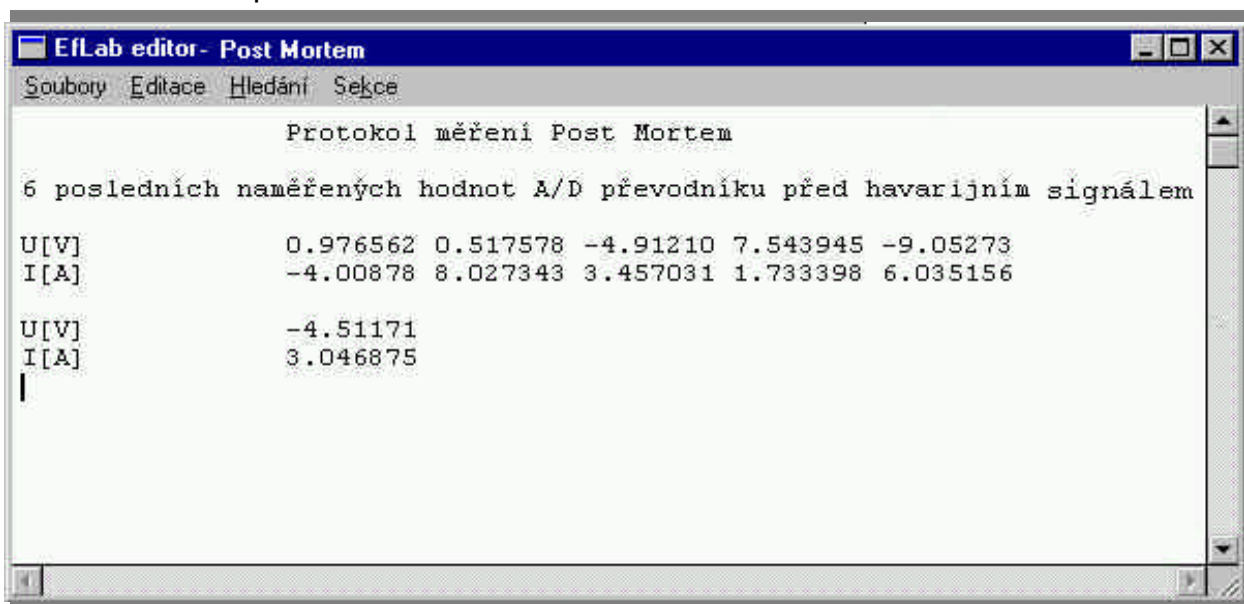 EfLab editor- Post Mortem
Soubory Editace Hledání Sekce
Protokol měření Post Mortem
6 posledních naměřených hodnot A/D převodníku před havarijním signálem
U[V] 0.976562 0.517578 -4.91210 7.543945 -9.05273
I[A] -4.00878 8.027343 3.457031 1.733398 6.035156
U[V] -4.51171
I[A] 3.046875